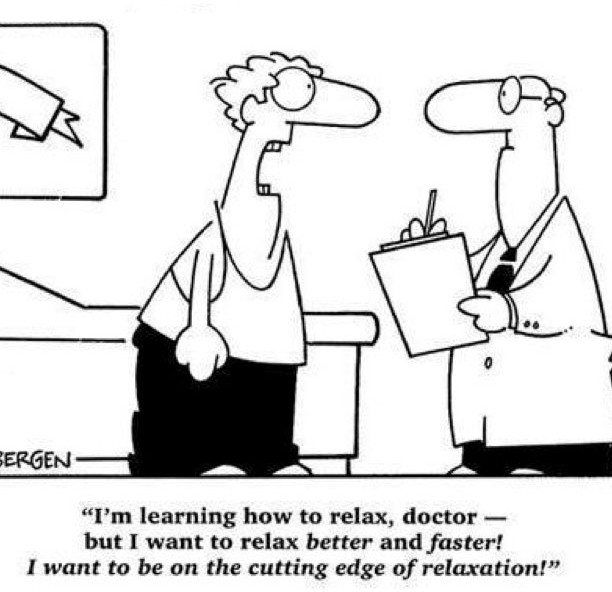 BERGEN
“I’m learning how to relax, doctor —
but I want to relax better and faster!
I want to be on the cutting edge of relaxation!”